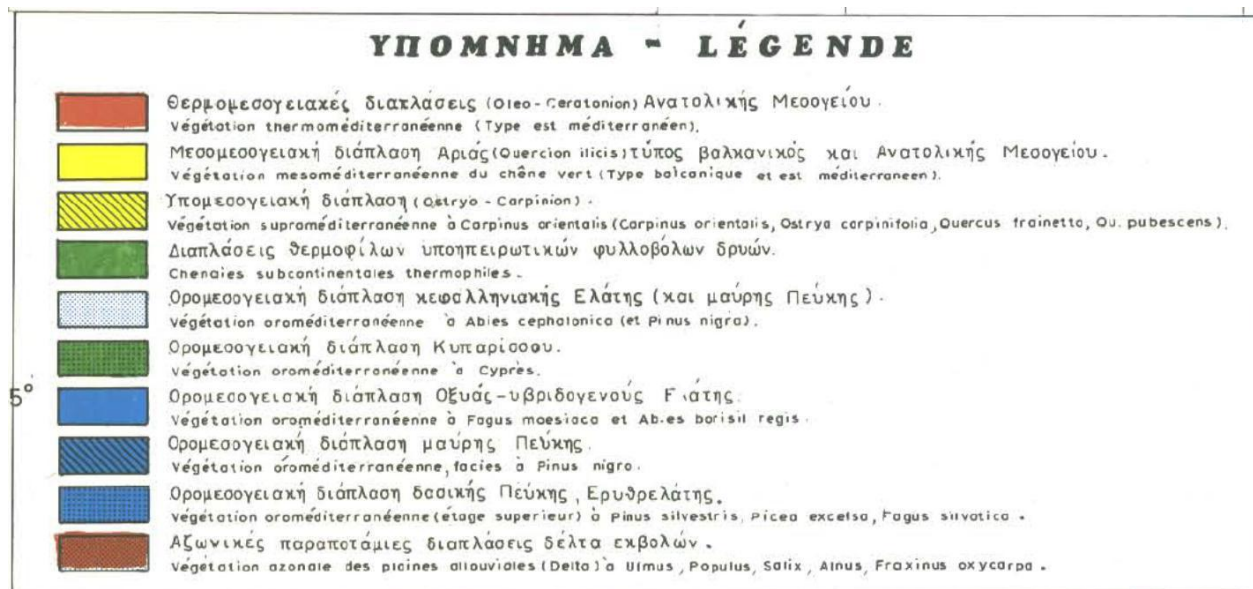 ΥΠΟΜΝΗΜΑ - LÉGENDE
Θερμομεσογειακές διαπλάσεις (Oleo-Ceratonion) Ανατολικής Μεσογείου.
Végétation thermoméditerranéenne (Type est méditerranéen).
Μεσομεσογειακή διάπλαση Αριάς (Quercion ilicis) τύπος βαλκανικός και Ανατολικής Μεσογείου.
Végétation mesoméditerranéenne du chêne vert (Type balcanique et est méditerraneen).
Υπομεσογειακή διάπλαση (Ostryo - Carpinion).
Végétation supraméditerranéenne à Carpinus orientalis (Carpinus orientalis, Ostrya carpinifolia, Quercus frainetto, Qu. pubescens).
Διαπλάσεις θερμοφίλων υποηπειρωτικών φυλλοβόλων δρυών.
Chenaies subcontinentales thermophiles.
Ορομεσογειακή διάπλαση κεφαλληνιακής Ελάτης (και μαύρης Πεύκης).
Végétation oroméditerranéenne à Abies cephalonica (et Pinus nigra).
Ορομεσογειακή διάπλαση Κυπαρίσσου.
Végétation oroméditerranéenne à Cyprès.
5°
Ορομεσογειακή διάπλαση Οξυάς-υβριδογενούς
Végétation oroméditerranéenne à Fagus moesiaca et Abies borisii regis.
Ορομεσογειακή διάπλαση μαύρης Πεύκης.
Végétation oroméditerranéenne, facies à Pinus nigra.
Ορομεσογειακή διάπλαση δασικής Πεύκης, Ερυθρελάτης.
Végétation oroméditerranéenne (étage superieur) à Pinus silvestris, Picea excelsa, Fagus silvatica.
Αζωνικές παραποτάμιες διαπλάσεις δέλτα εκβολών.
Végétation azonale des plaines alluviales (Delta) à Ulmus, Populus, Salix, Alnus, Fraxinus oxycarpa.